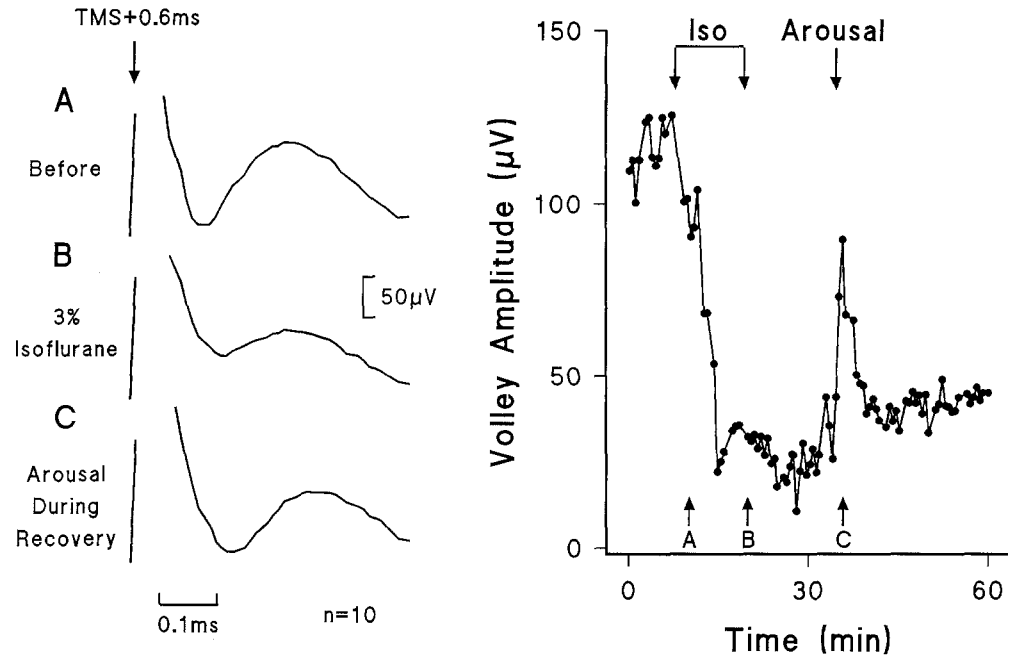 TMS+0.6ms
A
Before
B
3%
Isoflurane
50μV
C
Arousal
During
Recovery
0.1ms
n=10
Volley Amplitude (μV)
150
100
50
0
Iso
Arousal
A
B
C
0
30
60
Time (min)